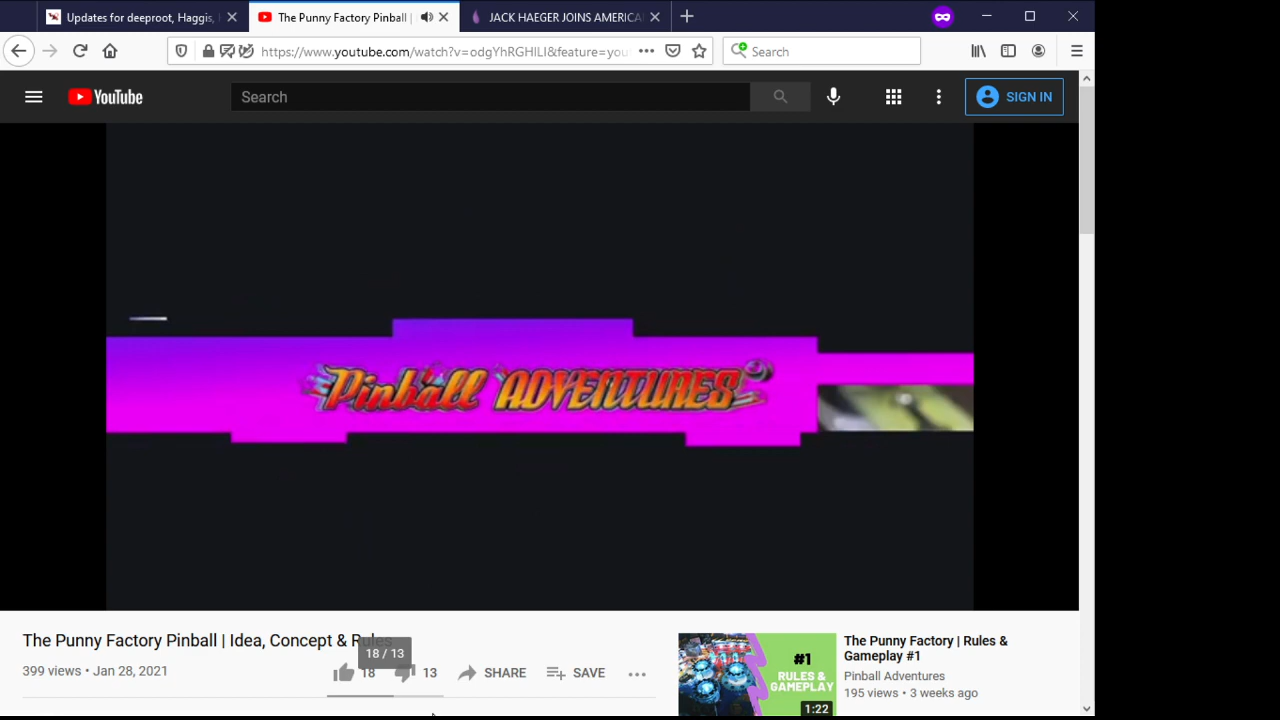 Updates for deeproot, Haggis,
The Punny Factory Pinball |
JACK HAEGER JOINS AMERICA
https://www.youtube.com/watch?v=odgYhRGHILI&feature=you
Search
YouTube
Search
SIGN IN
Pinball ADVENTURES
The Punny Factory Pinball | Idea, Concept & Rules
399 views • Jan 28, 2021
18 / 13
18
13
SHARE
SAVE
#1
RULES &
GAMEPLAY
1:22
The Punny Factory | Rules &
Gameplay #1
Pinball Adventures
195 views • 3 weeks ago